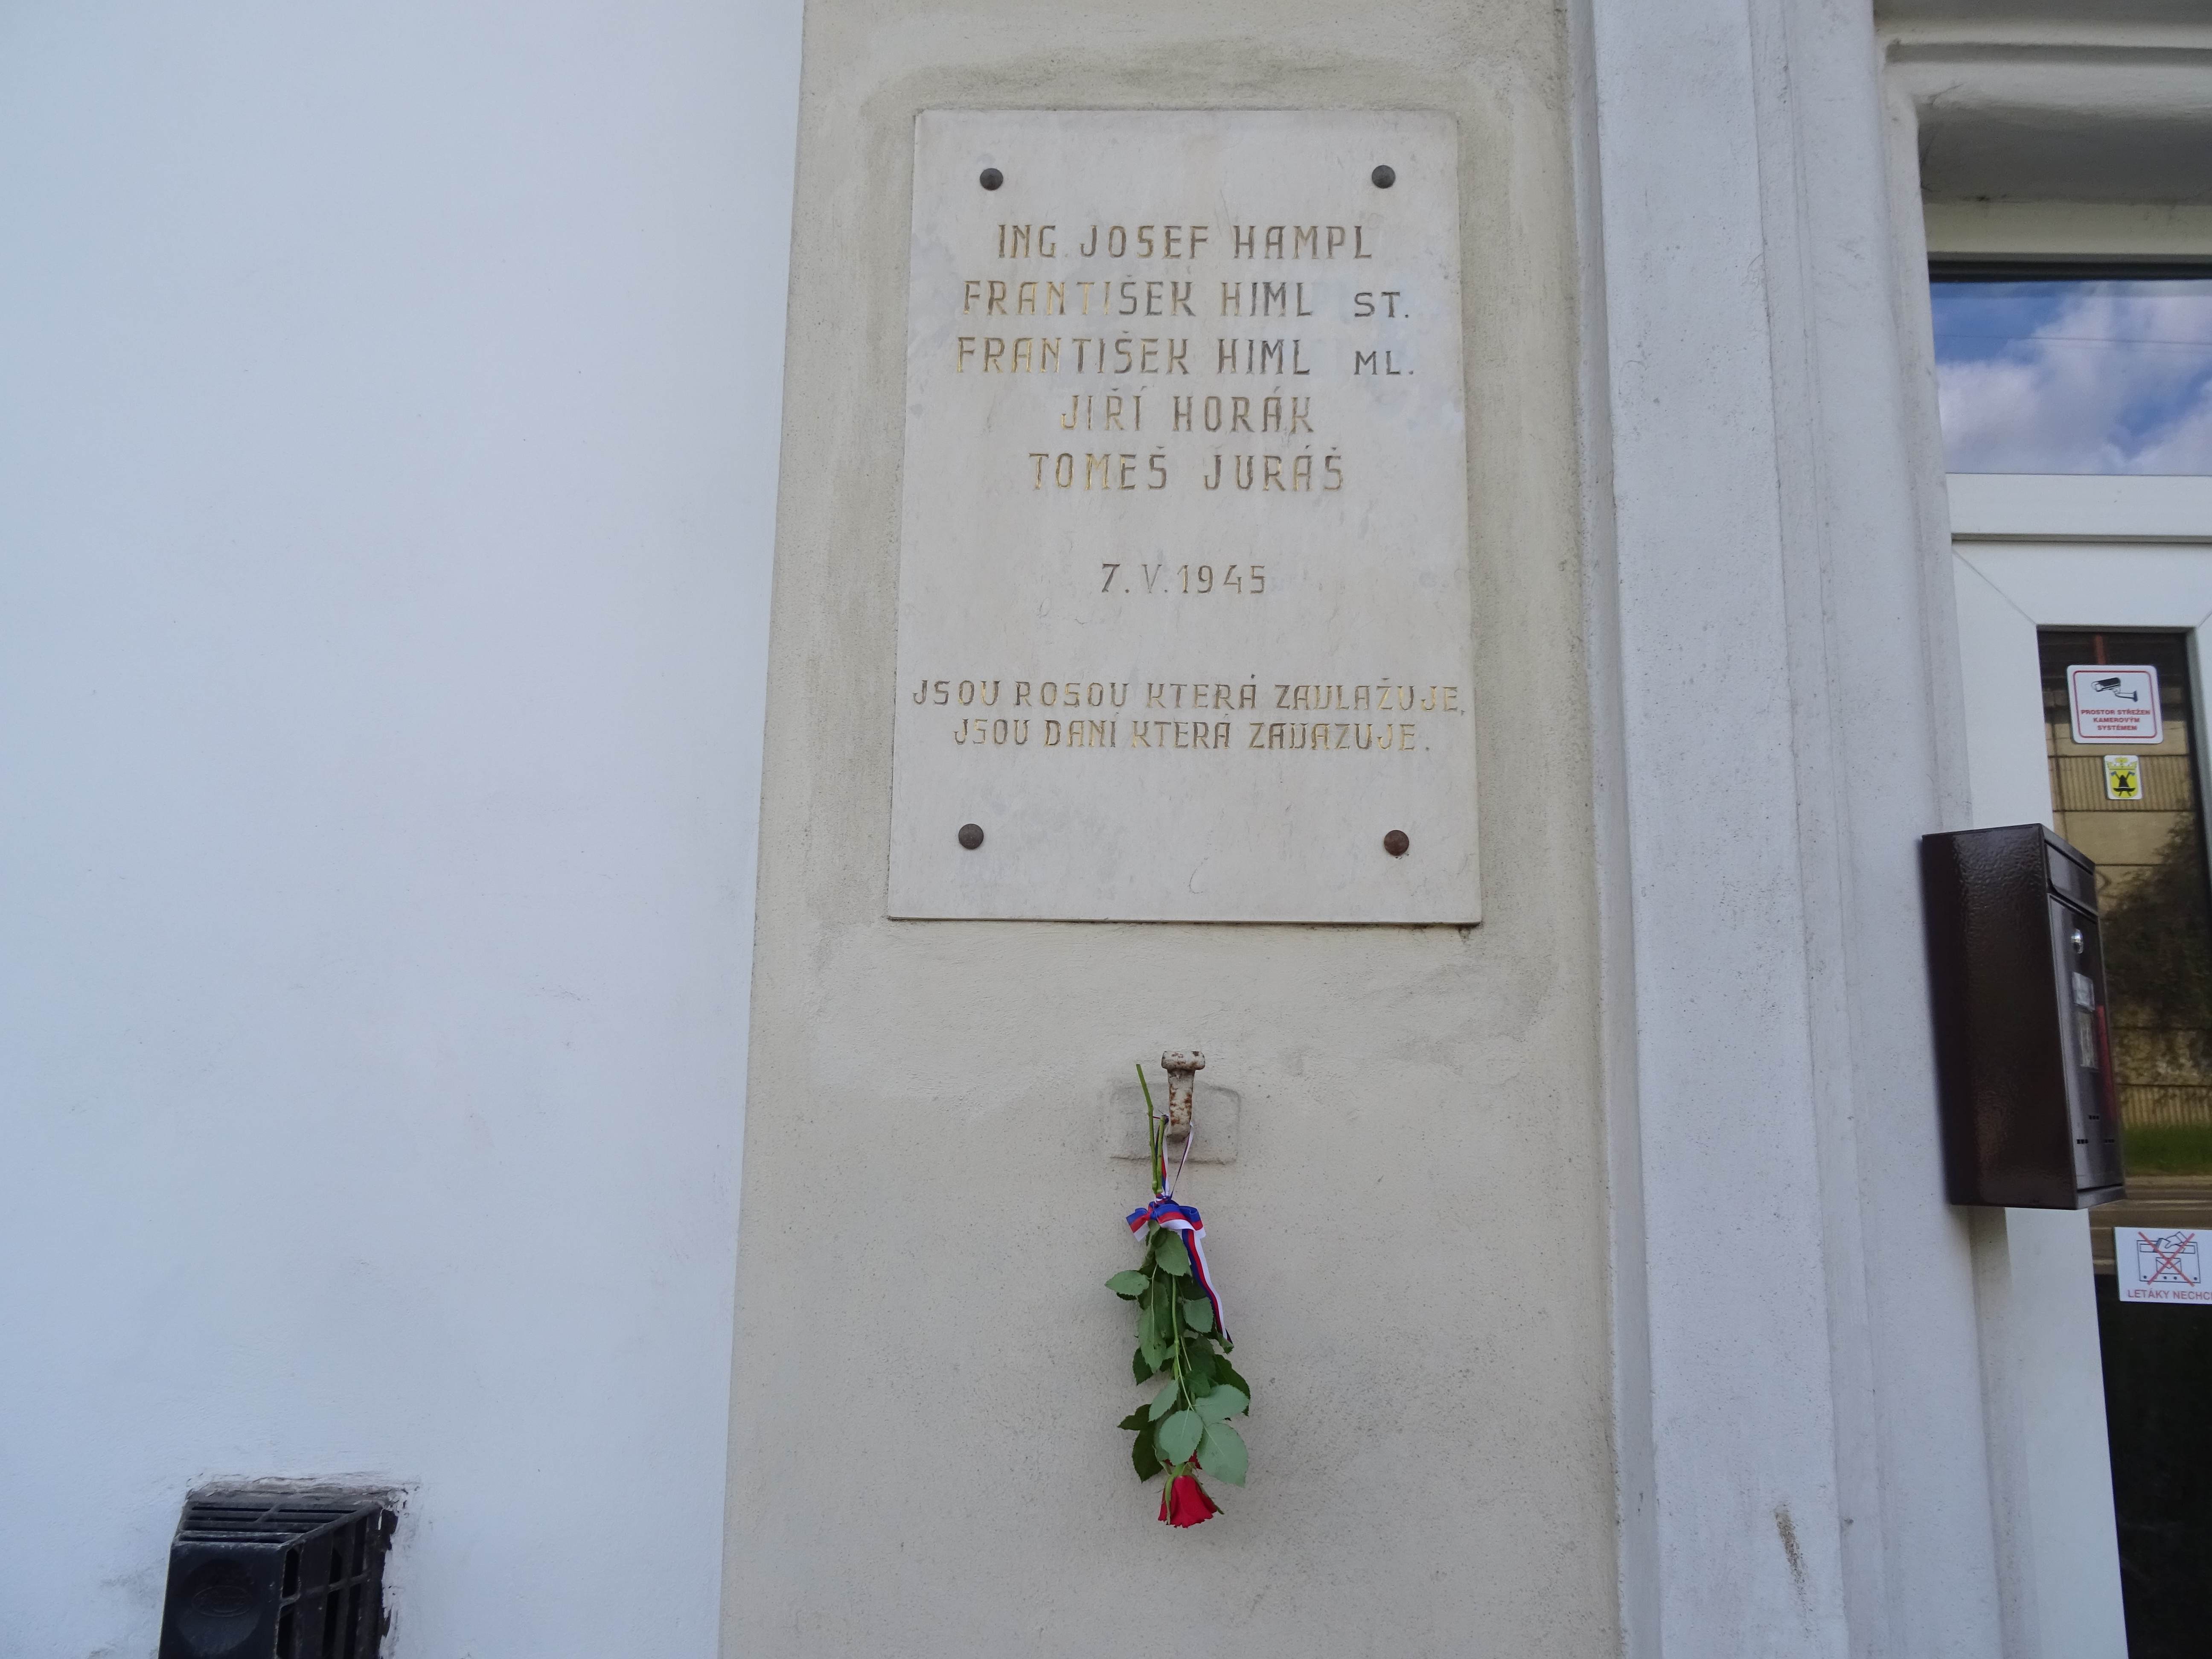 ING. JOSEF HAMPL
FRANTIŠEK HIML ST.
FRANTIŠEK HIML ML.
JIŘÍ HORÁK
TOMEŠ JURÁŠ
7. V. 1945
JSOU ROSOU KTERÁ ZAVLAŽUJE,
JSOU DANÍ KTERÁ ZAVAZUJE.
PROSTOR STŘEŽEN
KAMEROVÝM
SYSTÉMEM
LETÁKY NECHC